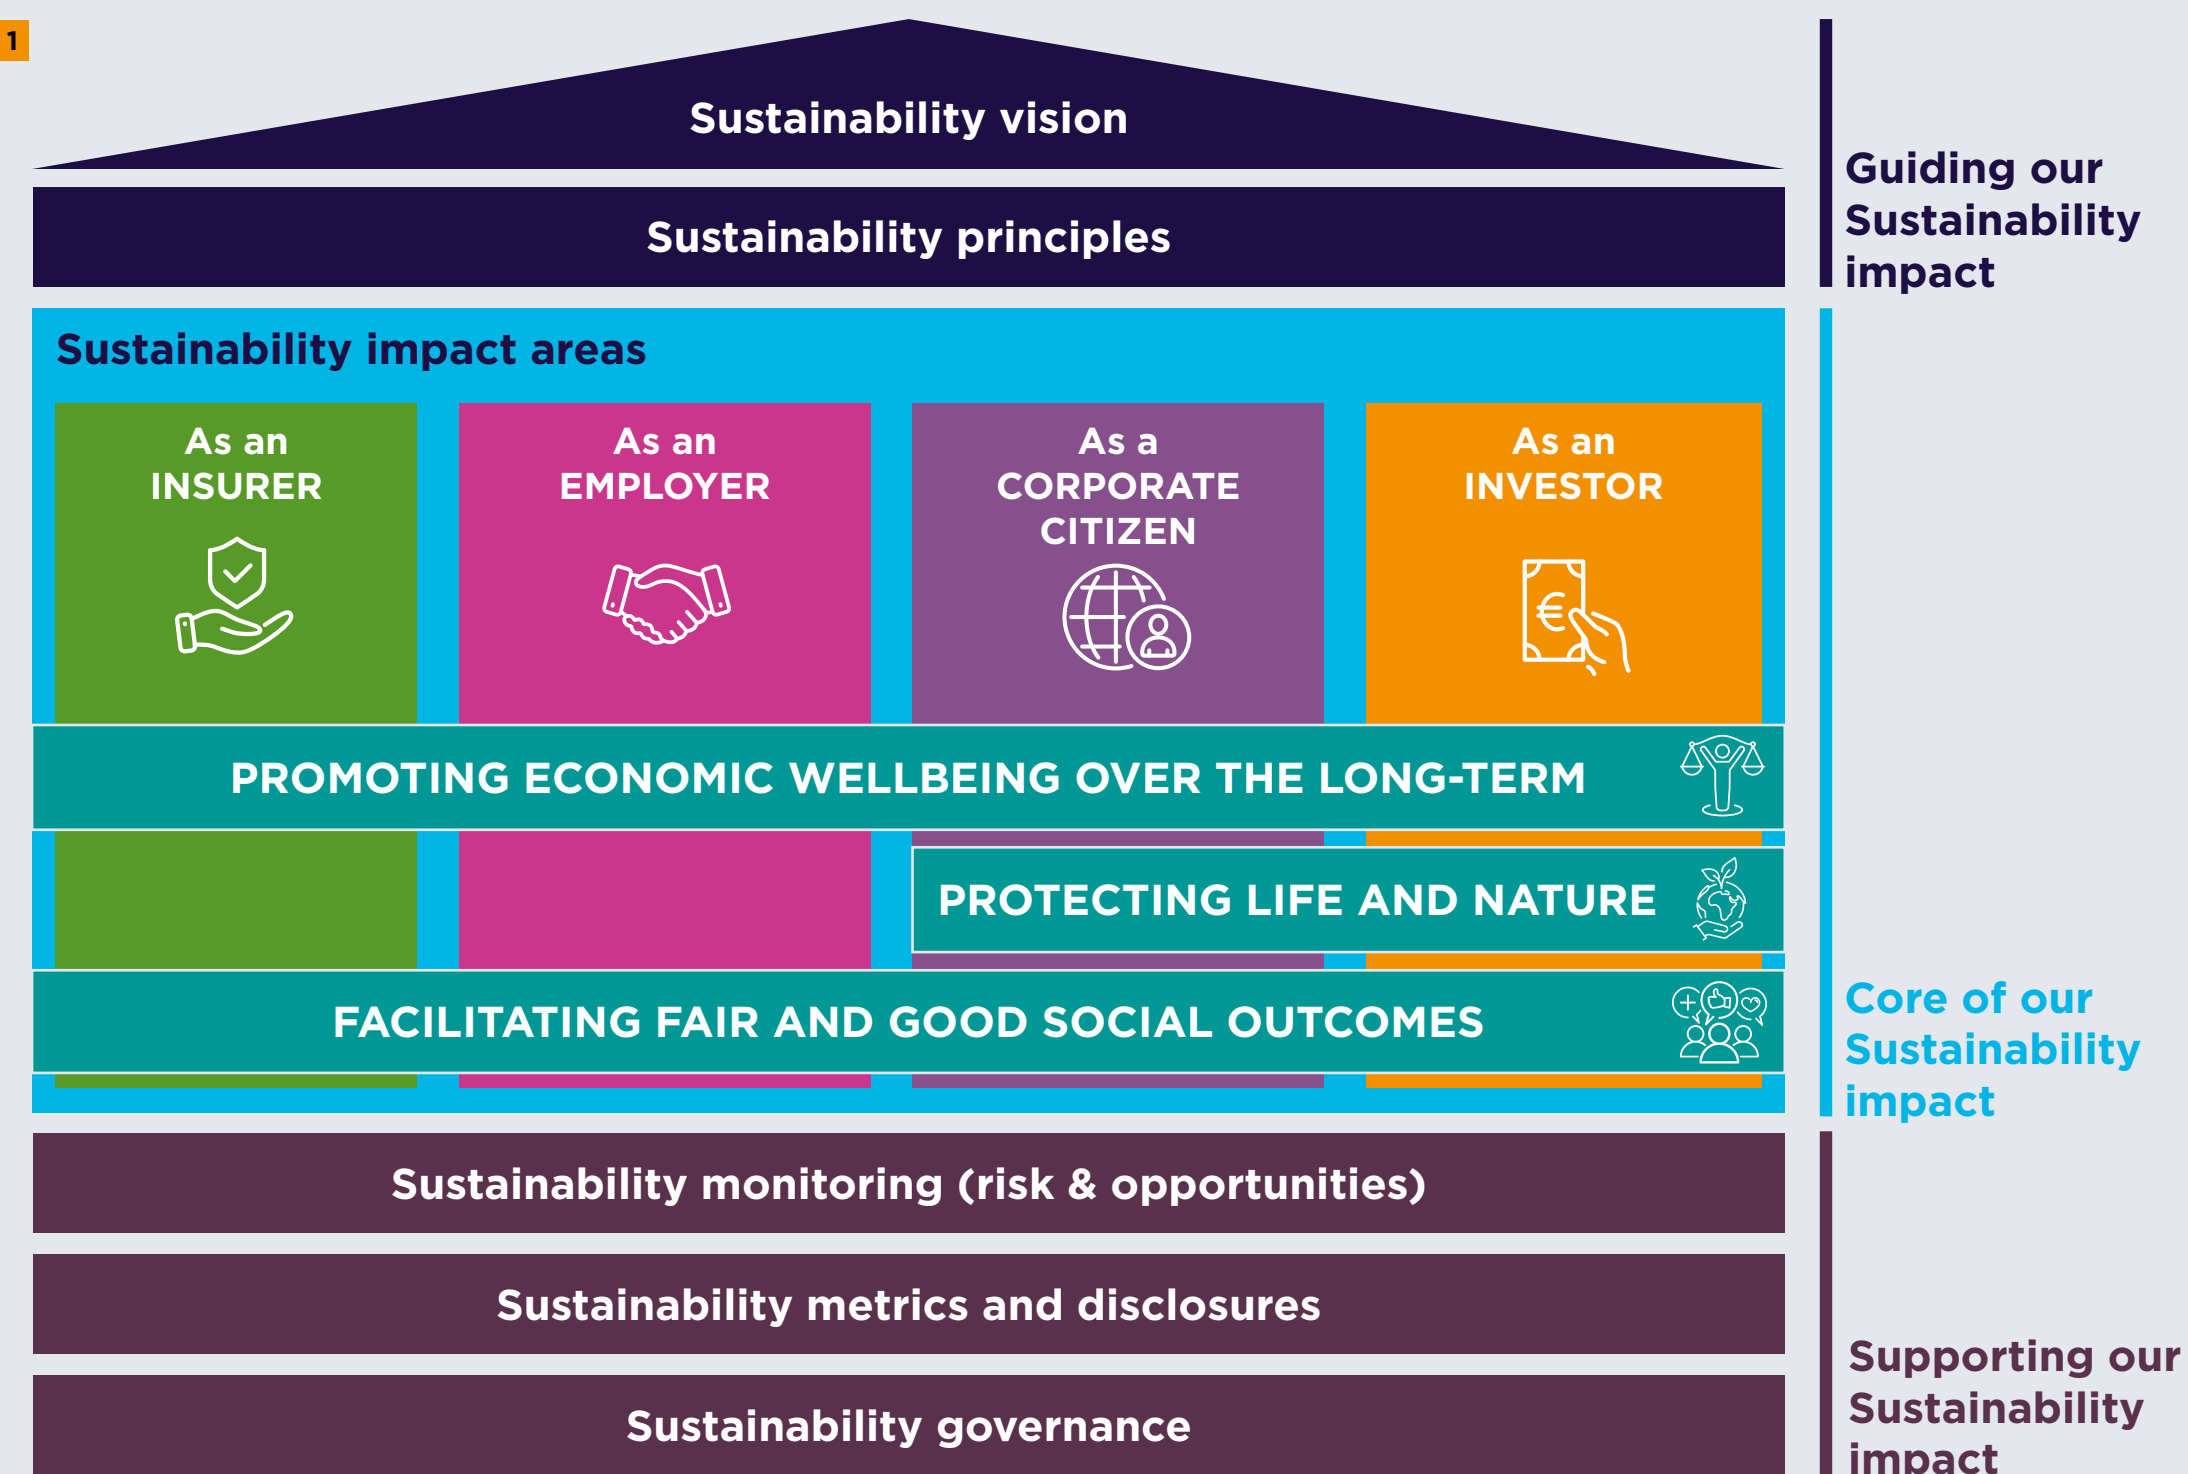 1
Sustainability vision
Sustainability principles
Guiding our
Sustainability
impact
Sustainability impact areas
As an
INSURER
As an
EMPLOYER
As a
CORPORATE
CITIZEN
As an
INVESTOR
€
PROMOTING ECONOMIC WELLBEING OVER THE LONG-TERM
PROTECTING LIFE AND NATURE
FACILITATING FAIR AND GOOD SOCIAL OUTCOMES
Core of our
Sustainability
impact
Sustainability monitoring (risk & opportunities)
Sustainability metrics and disclosures
Sustainability governance
Supporting our
Sustainability
impact